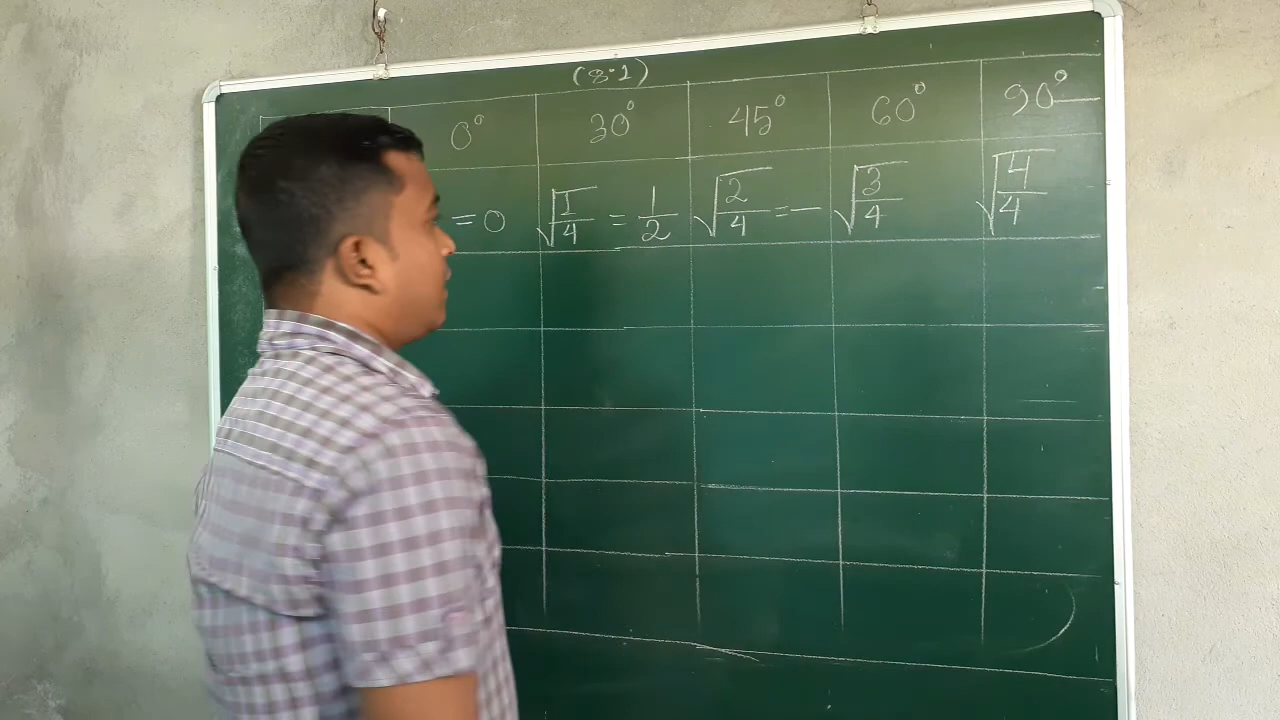 (8.1)
0° 30° 45° 60° 90°
= 0 √1/4 = 1/2 √2/4 = — √3/4 √4/4